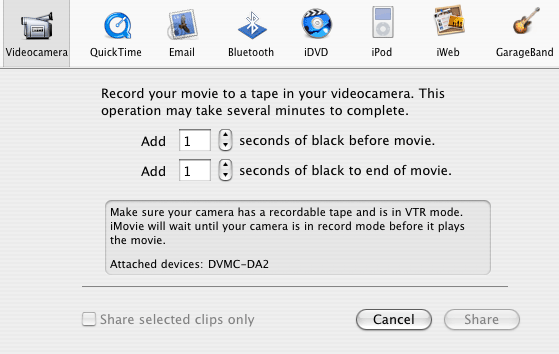 Videocamera QuickTime Email Bluetooth iDVD iPod iWeb GarageBand
Record your movie to a tape in your videocamera. This
operation may take several minutes to complete.
Add 1 seconds of black before movie.
Add 1 seconds of black to end of movie.
Make sure your camera has a recordable tape and is in VTR mode.
iMovie will wait until your camera is in record mode before it plays
the movie.
Attached devices: DVMC-DA2
Share selected clips only Cancel Share